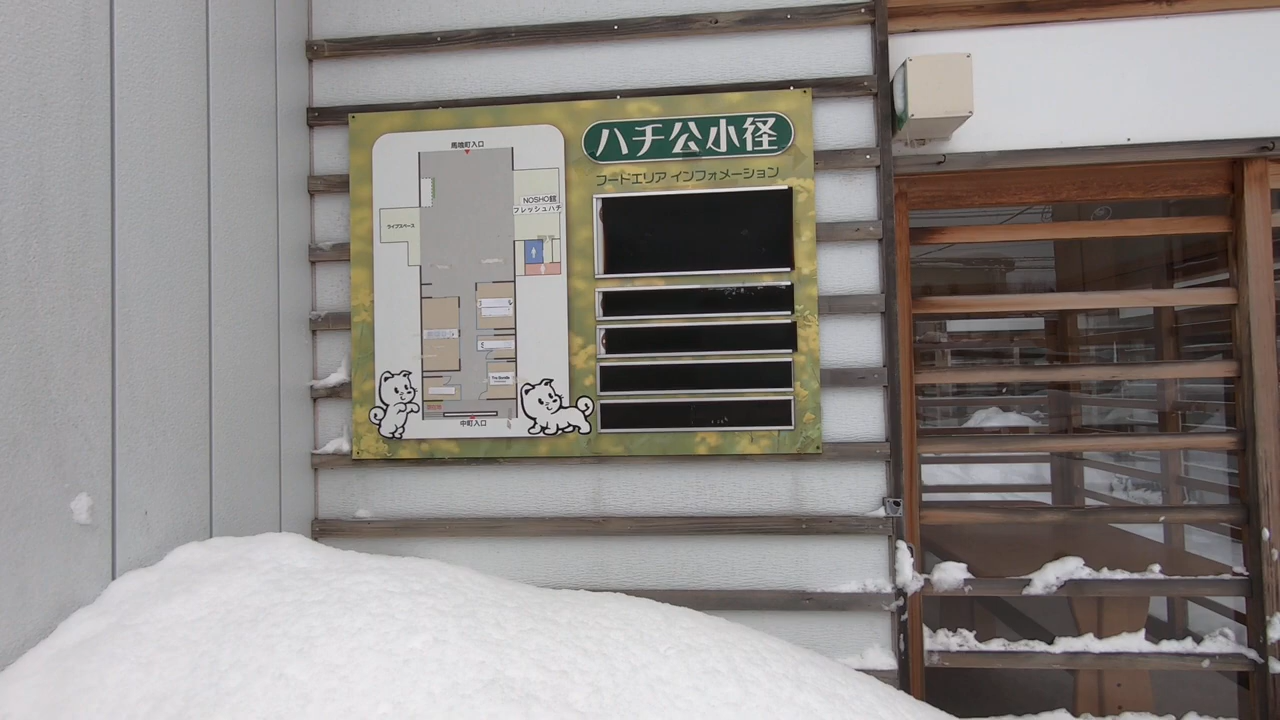 ハチ公小径
フードエリア インフォメーション
馬喰町入口
NOSHO館
フレッシュハチ
ライブスペース
中町入口